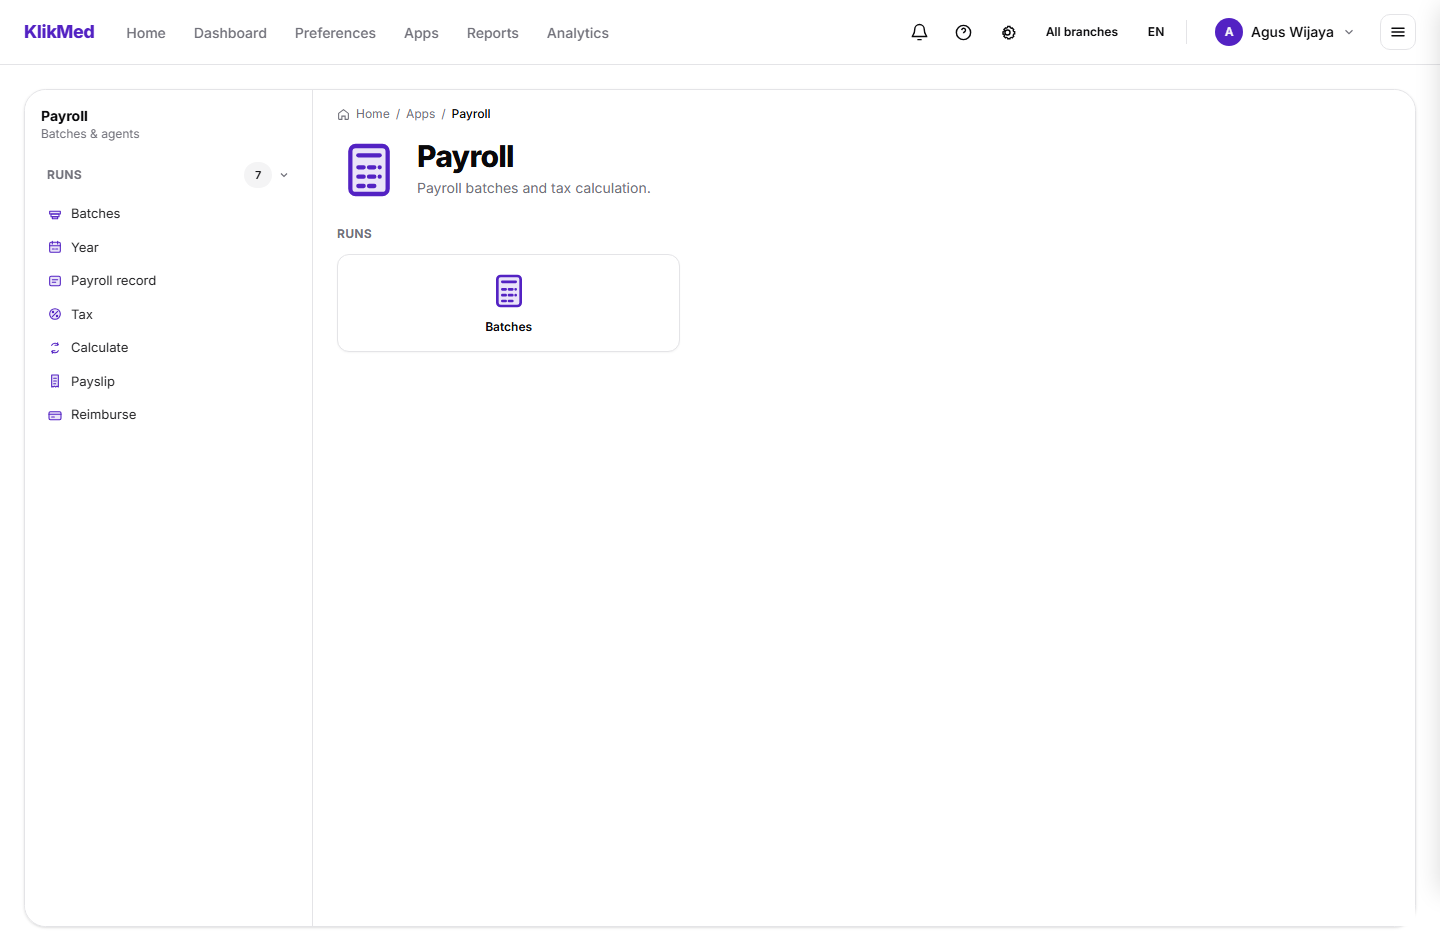 KlikMed
Home Dashboard Preferences Apps Reports Analytics
All branches EN A Agus Wijaya
Payroll
Batches & agents
RUNS 7
Batches
Year
Payroll record
Tax
Calculate
Payslip
Reimburse
Home / Apps / Payroll
Payroll
Payroll batches and tax calculation.
RUNS
Batches